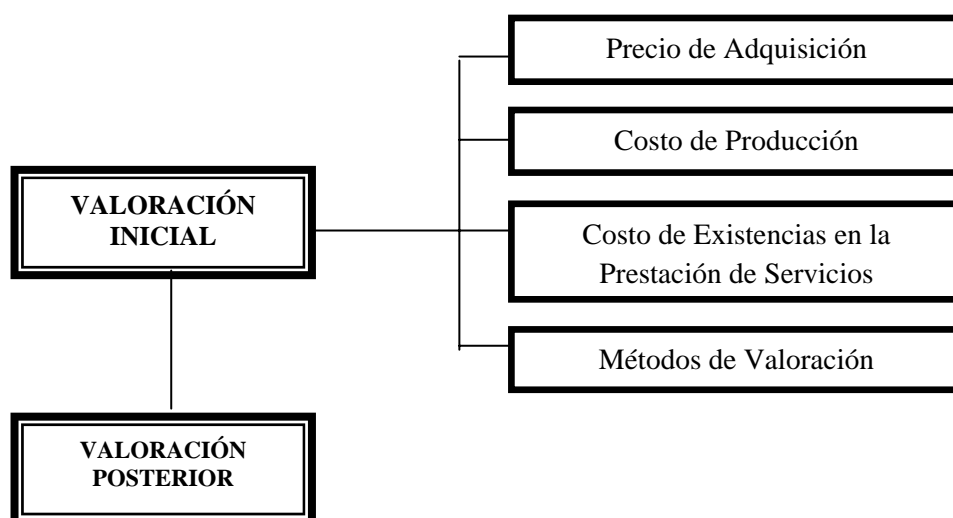 Precio de Adquisición
Costo de Producción
VALORACIÓN
INICIAL
Costo de Existencias en la
Prestación de Servicios
Métodos de Valoración
VALORACIÓN
POSTERIOR